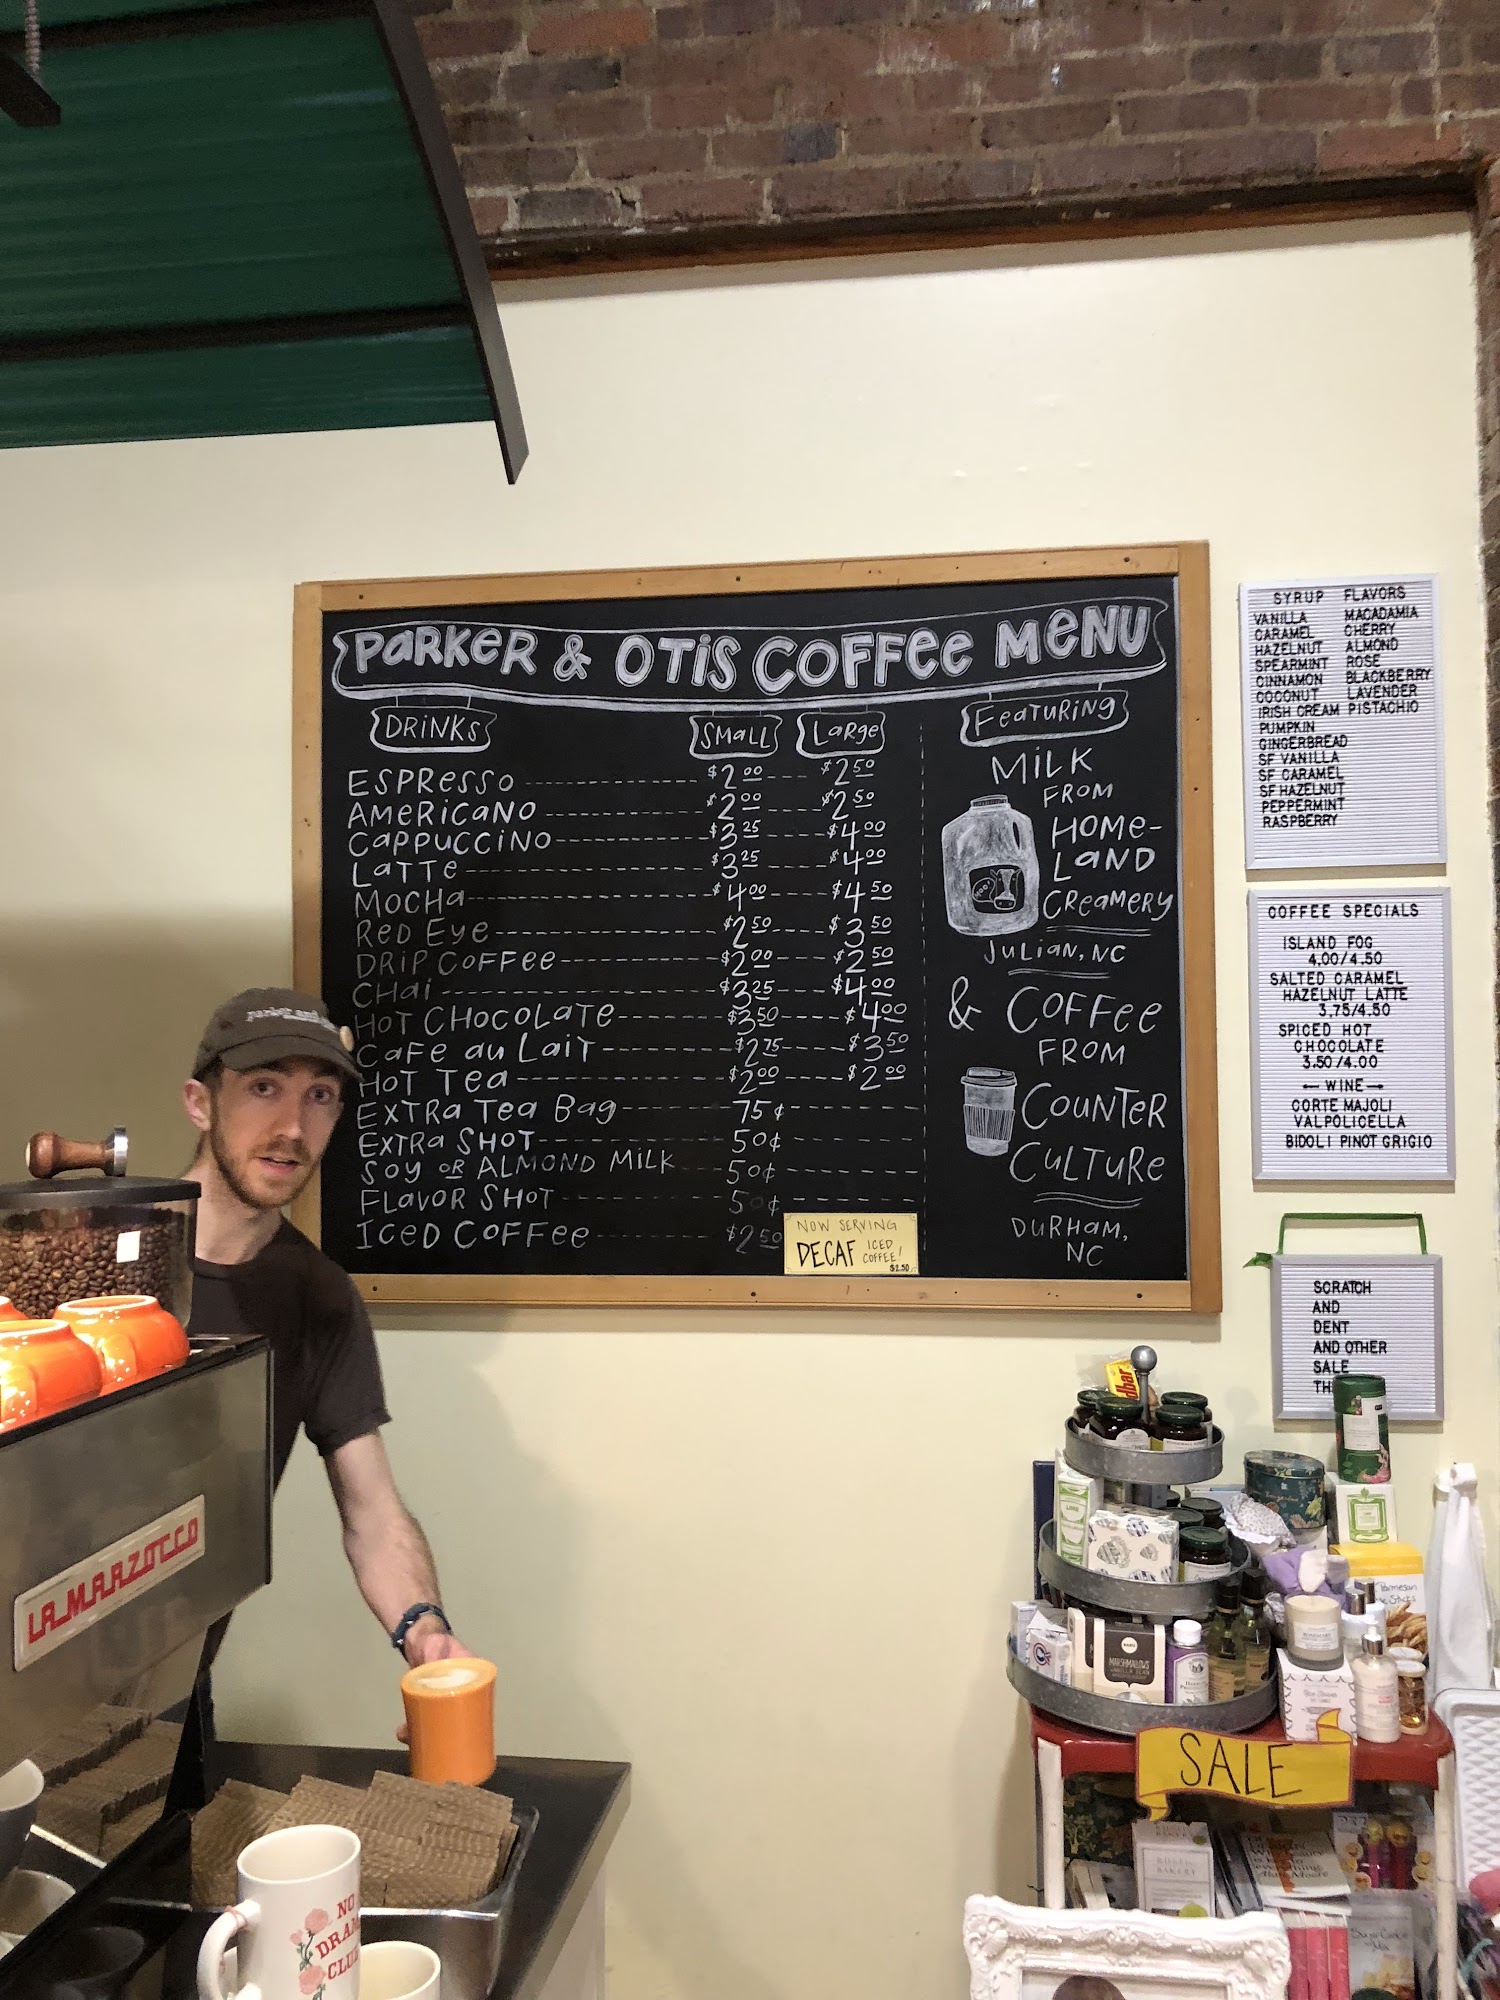 PARKER & OTIS COFFEE MENU
DRINKS SMALL LARGE
ESPRESSO $2.00 $2.50
AMERICANO $2.00 $2.50
CAPPUCCINO $3.25 $4.00
LATTE $3.25 $4.00
MOCHA $4.00 $4.50
RED EYE $2.50 $3.50
DRIP COFFEE $2.00 $2.50
CHAI $3.25 $4.00
HOT CHOCOLATE $3.50 $4.00
CAFE AU LAIT $2.75 $3.50
HOT TEA $2.00 $2.00
EXTRA TEA BAG 75¢
EXTRA SHOT 50¢
SOY OR ALMOND MILK 50¢
FLAVOR SHOT 50¢
ICED COFFEE $2.50
NOW SERVING
DECAF ICED COFFEE!
$2.50
FEATURING
MILK
FROM
HOME-
LAND
CREAMERY
MOO
JULIAN, NC
& COFFEE
FROM
COUNTER
CULTURE
DURHAM,
NC
SYRUP FLAVORS
VANILLA MACADAMIA
CARAMEL CHERRY
HAZELNUT ALMOND
SPEARMINT ROSE
CINNAMON BLACKBERRY
COCONUT LAVENDER
IRISH CREAM PISTACHIO
PUMPKIN
GINGERBREAD
SF VANILLA
SF CARAMEL
SF HAZELNUT
PEPPERMINT
RASPBERRY
COFFEE SPECIALS
ISLAND FOG
4.00/4.50
SALTED CARAMEL
HAZELNUT LATTE
3.75/4.50
SPICED HOT
CHOCOLATE
3.50/4.00
←WINE→
CORTE MAJOLI
VALPOLICELLA
BIDOLI PINOT GRIGIO
SCRATCH
AND
DENT
AND OTHER
SALE
TH
LA MARZOCCO
NO
DRAMA
CLUB
MARSHMALLOWS
SALE